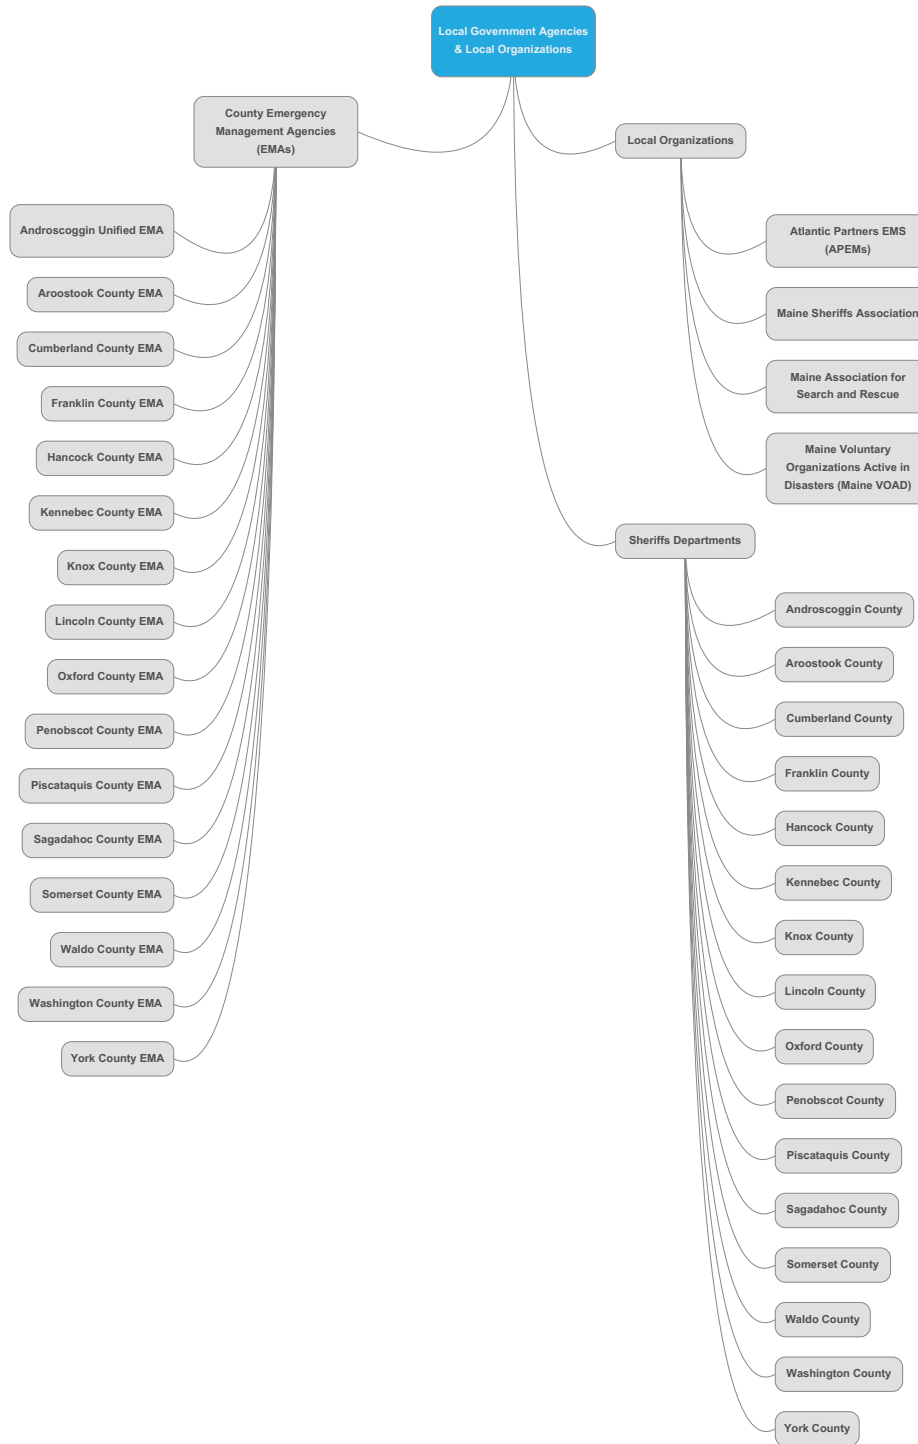 Local Government Agencies
& Local Organizations
County Emergency
Management Agencies
(EMAs)
Androscoggin Unified EMA
Aroostook County EMA
Cumberland County EMA
Franklin County EMA
Hancock County EMA
Kennebec County EMA
Knox County EMA
Lincoln County EMA
Oxford County EMA
Penobscot County EMA
Piscataquis County EMA
Sagadahoc County EMA
Somerset County EMA
Waldo County EMA
Washington County EMA
York County EMA
Local Organizations
Atlantic Partners EMS
(APEMs)
Maine Sheriffs Association
Maine Association for
Search and Rescue
Maine Voluntary
Organizations Active in
Disasters (Maine VOAD)
Sheriffs Departments
Androscoggin County
Aroostook County
Cumberland County
Franklin County
Hancock County
Kennebec County
Knox County
Lincoln County
Oxford County
Penobscot County
Piscataquis County
Sagadahoc County
Somerset County
Waldo County
Washington County
York County